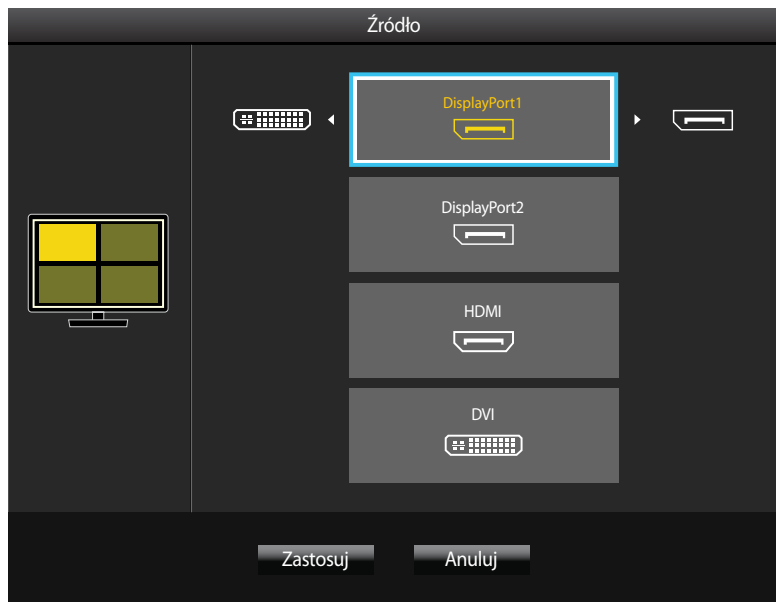 Źródło
DisplayPort1
DisplayPort2
HDMI
DVI
Zastosuj Anuluj